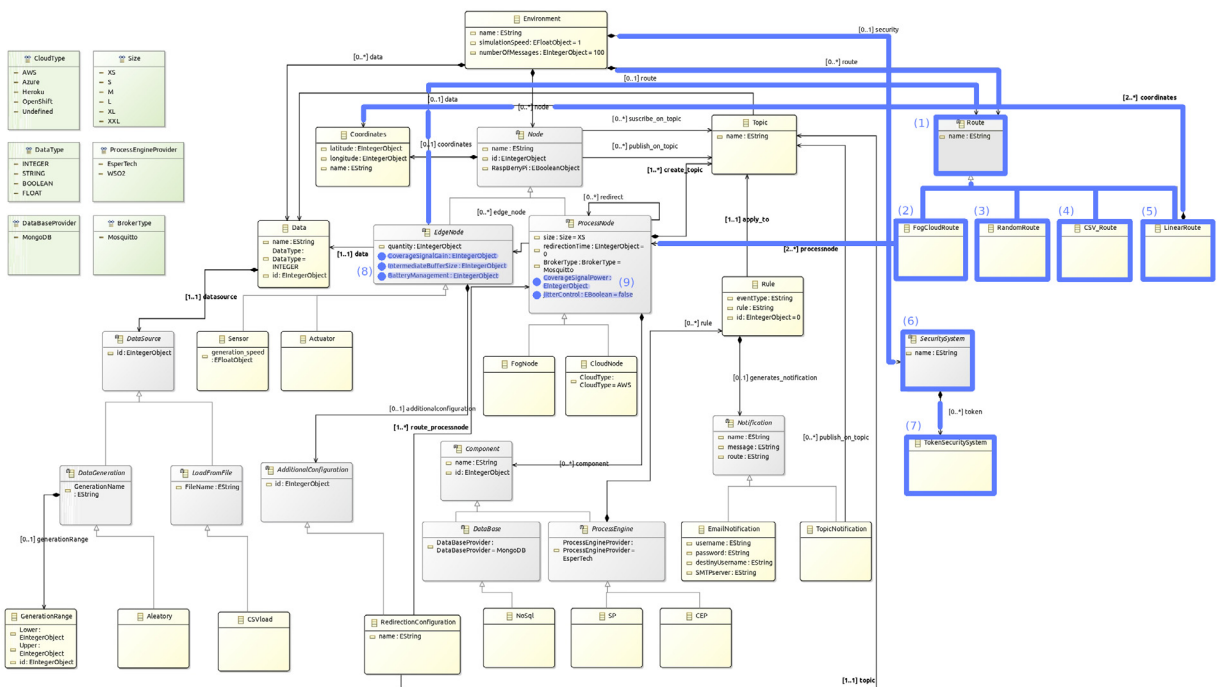 Environment
name : EString
simulationSpeed : EFloatObject = 1
numberOfMessages : EIntegerObject = 100
[0..1] security
[0..*] route
[0..*] data
[0..1] route
[0..1] data
[0..*] node
[2..*] coordinates
CloudType
AWS
Azure
Heroku
OpenShift
Undefined
Size
XS
S
M
L
XL
XXL
DataType
INTEGER
STRING
BOOLEAN
FLOAT
ProcessEngineProvider
EsperTech
WSO2
DataBaseProvider
MongoDB
BrokerType
Mosquitto
Coordinates
latitude : EIntegerObject
longitude : EIntegerObject
name : EString
[0..1] coordinates
Node
name : EString
id : EIntegerObject
RaspBerryPi : EBooleanObject
suscribe_on_topic
publish_on_topic
[1..*] create_topic
Topic
name : EString
(1)
Route
name : EString
[0..*] redirect
[0..*] edge_node
[1..1] apply_to
Data
name : EString
DataType :
DataType =
INTEGER
id : EIntegerObject
[1..1] data
(8)
EdgeNode
quantity : EIntegerObject
CoverageSignalGain : EIntegerObject
IntermediateBufferSize : EIntegerObject
BatteryManagement : EIntegerObject
ProcessNode
size : Size = XS
redirectionTime : EIntegerObject =
0
BrokerType : BrokerType =
Mosquitto
CoverageSignalPower :
EIntegerObject
JitterControl : EBoolean = false
(9)
[2..*] processnode
(2)
FogCloudRoute
(3)
RandomRoute
(4)
CSV_Route
(5)
LinearRoute
[1..1] datasource
Rule
eventType : EString
rule : EString
id : EIntegerObject = 0
[0..*] rule
(6)
SecuritySystem
name : EString
DataSource
id : EIntegerObject
Sensor
generation_speed
: EFloatObject
Actuator
FogNode
CloudNode
CloudType :
CloudType = AWS
[0..1] generates_notification
[0..*] token
(7)
TokenSecuritySystem
[0..1] additionalconfiguration
[1..*] route_processnode
Notification
name : EString
message : EString
route : EString
[0..*] publish_on_topic
Component
name : EString
id : EIntegerObject
[0..*] component
DataGeneration
GenerationName
: EString
LoadFromFile
FileName : EString
AdditionalConfiguration
id : EIntegerObject
[0..1] generationRange
DataBase
DataBaseProvider :
DataBaseProvider = MongoDB
ProcessEngine
ProcessEngineProvider :
ProcessEngineProvider =
EsperTech
EmailNotification
username : EString
password : EString
destinyUsername : EString
SMTPserver : EString
TopicNotification
GenerationRange
Lower :
EIntegerObject
Upper :
EIntegerObject
id : EIntegerObject
Aleatory
CSVload
RedirectionConfiguration
name : EString
NoSql
SP
CEP
[1..1] topic